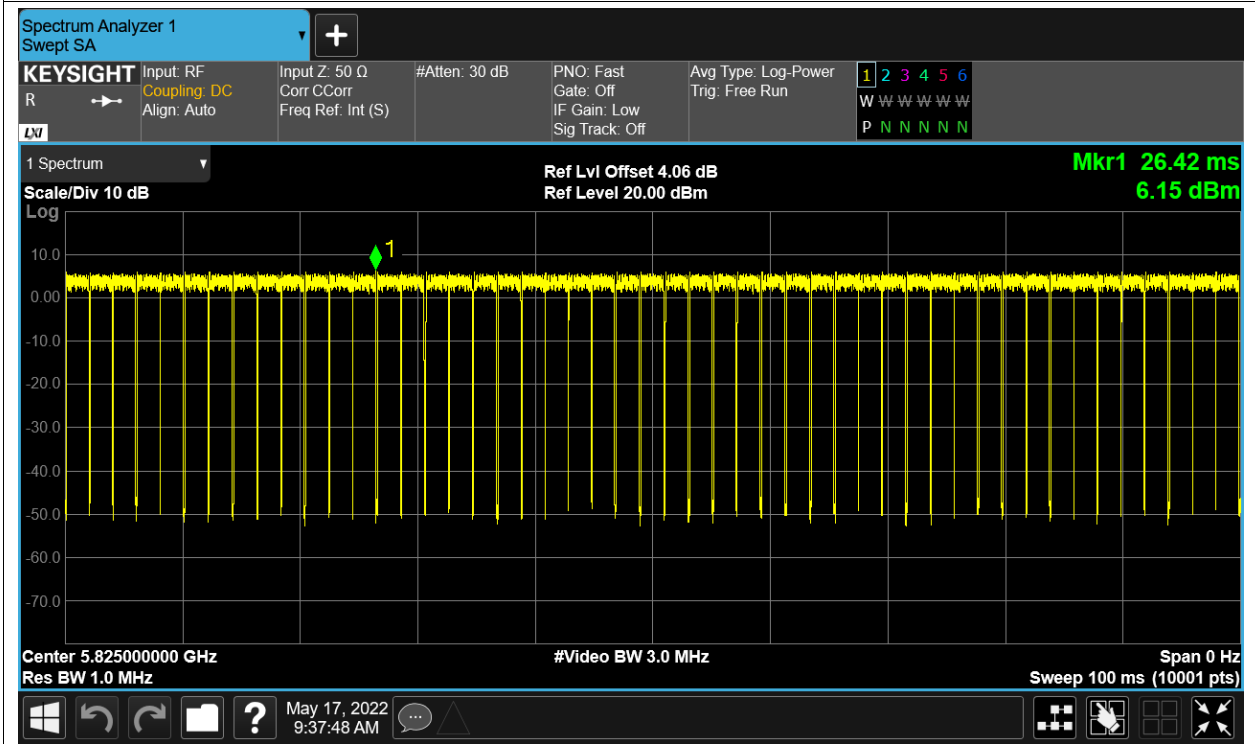 Spectrum Analyzer 1
Swept SA
KEYSIGHT
R
LXI
Input: RF
Coupling: DC
Align: Auto
Input Z: 50 Ω
Corr CCorr
Freq Ref: Int (S)
#Atten: 30 dB
PNO: Fast
Gate: Off
IF Gain: Low
Sig Track: Off
Avg Type: Log-Power
Trig: Free Run
1 2 3 4 5 6
W W W W W W
P N N N N N
1 Spectrum
Scale/Div 10 dB
Log
Ref Lvl Offset 4.06 dB
Ref Level 20.00 dBm
Mkr1 26.42 ms
6.15 dBm
1
10.0
0.00
-10.0
-20.0
-30.0
-40.0
-50.0
-60.0
-70.0
Center 5.825000000 GHz
Res BW 1.0 MHz
#Video BW 3.0 MHz
Span 0 Hz
Sweep 100 ms (10001 pts)
?
May 17, 2022
9:37:48 AM